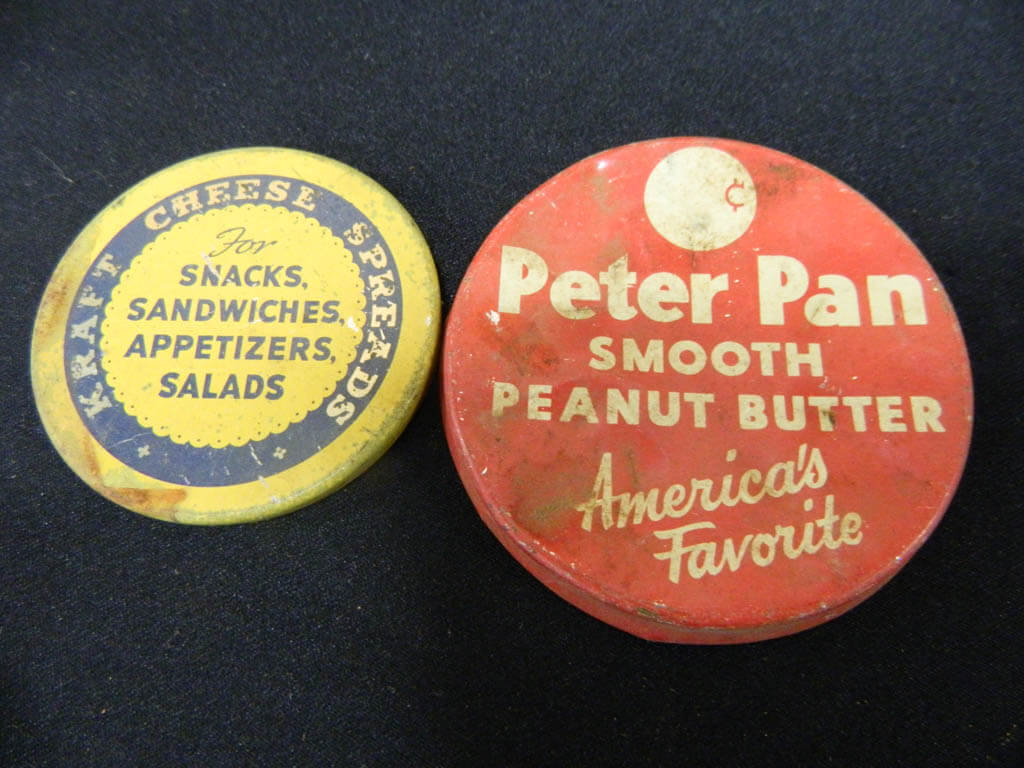 KRAFT CHEESE SPREADS
For
SNACKS,
SANDWICHES,
APPETIZERS,
SALADS
¢
Peter Pan
SMOOTH
PEANUT BUTTER
America's
Favorite